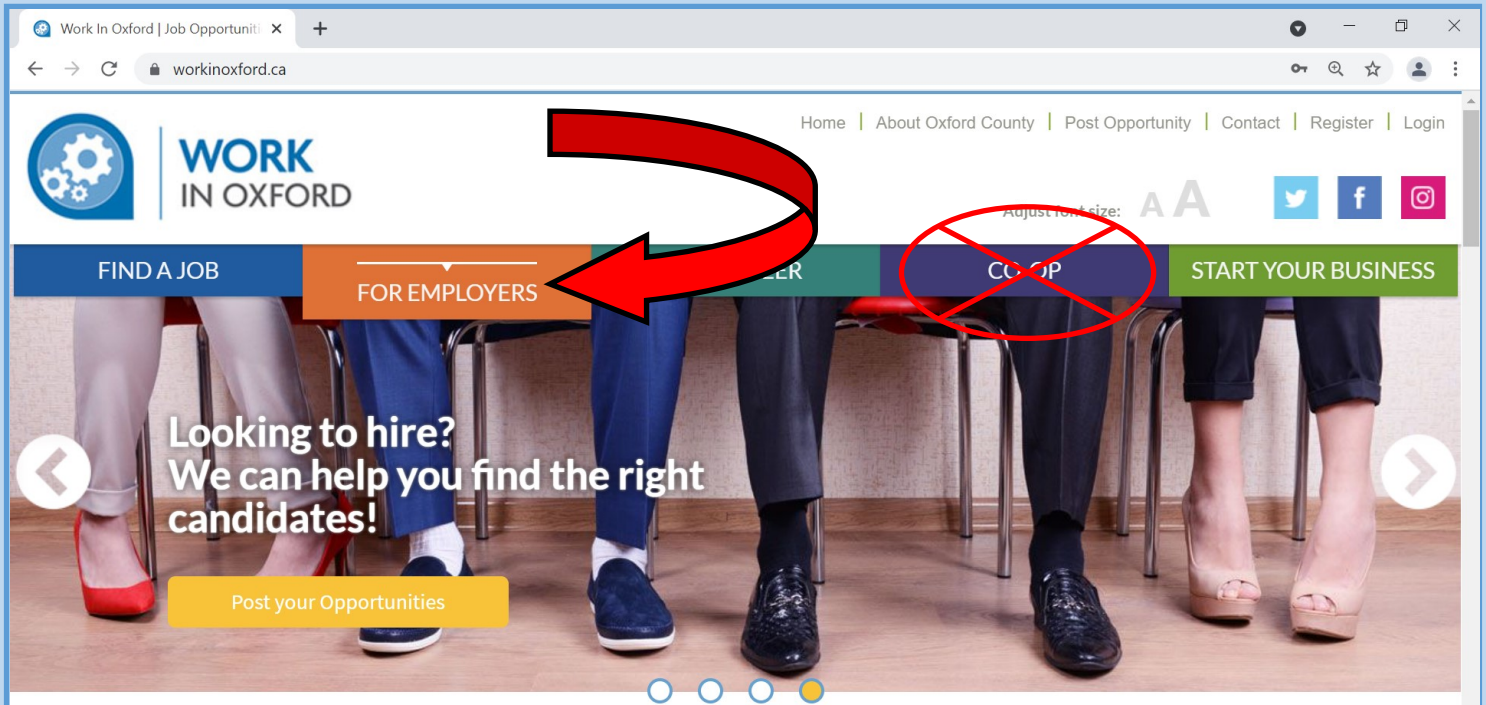 Work In Oxford | Job Opportuniti
workinoxford.ca
Home | About Oxford County | Post Opportunity | Contact | Register | Login
WORK
IN OXFORD
Adjust font size: A A
FIND A JOB
FOR EMPLOYERS
CO-OP
START YOUR BUSINESS
Looking to hire?
We can help you find the right
candidates!
Post your Opportunities